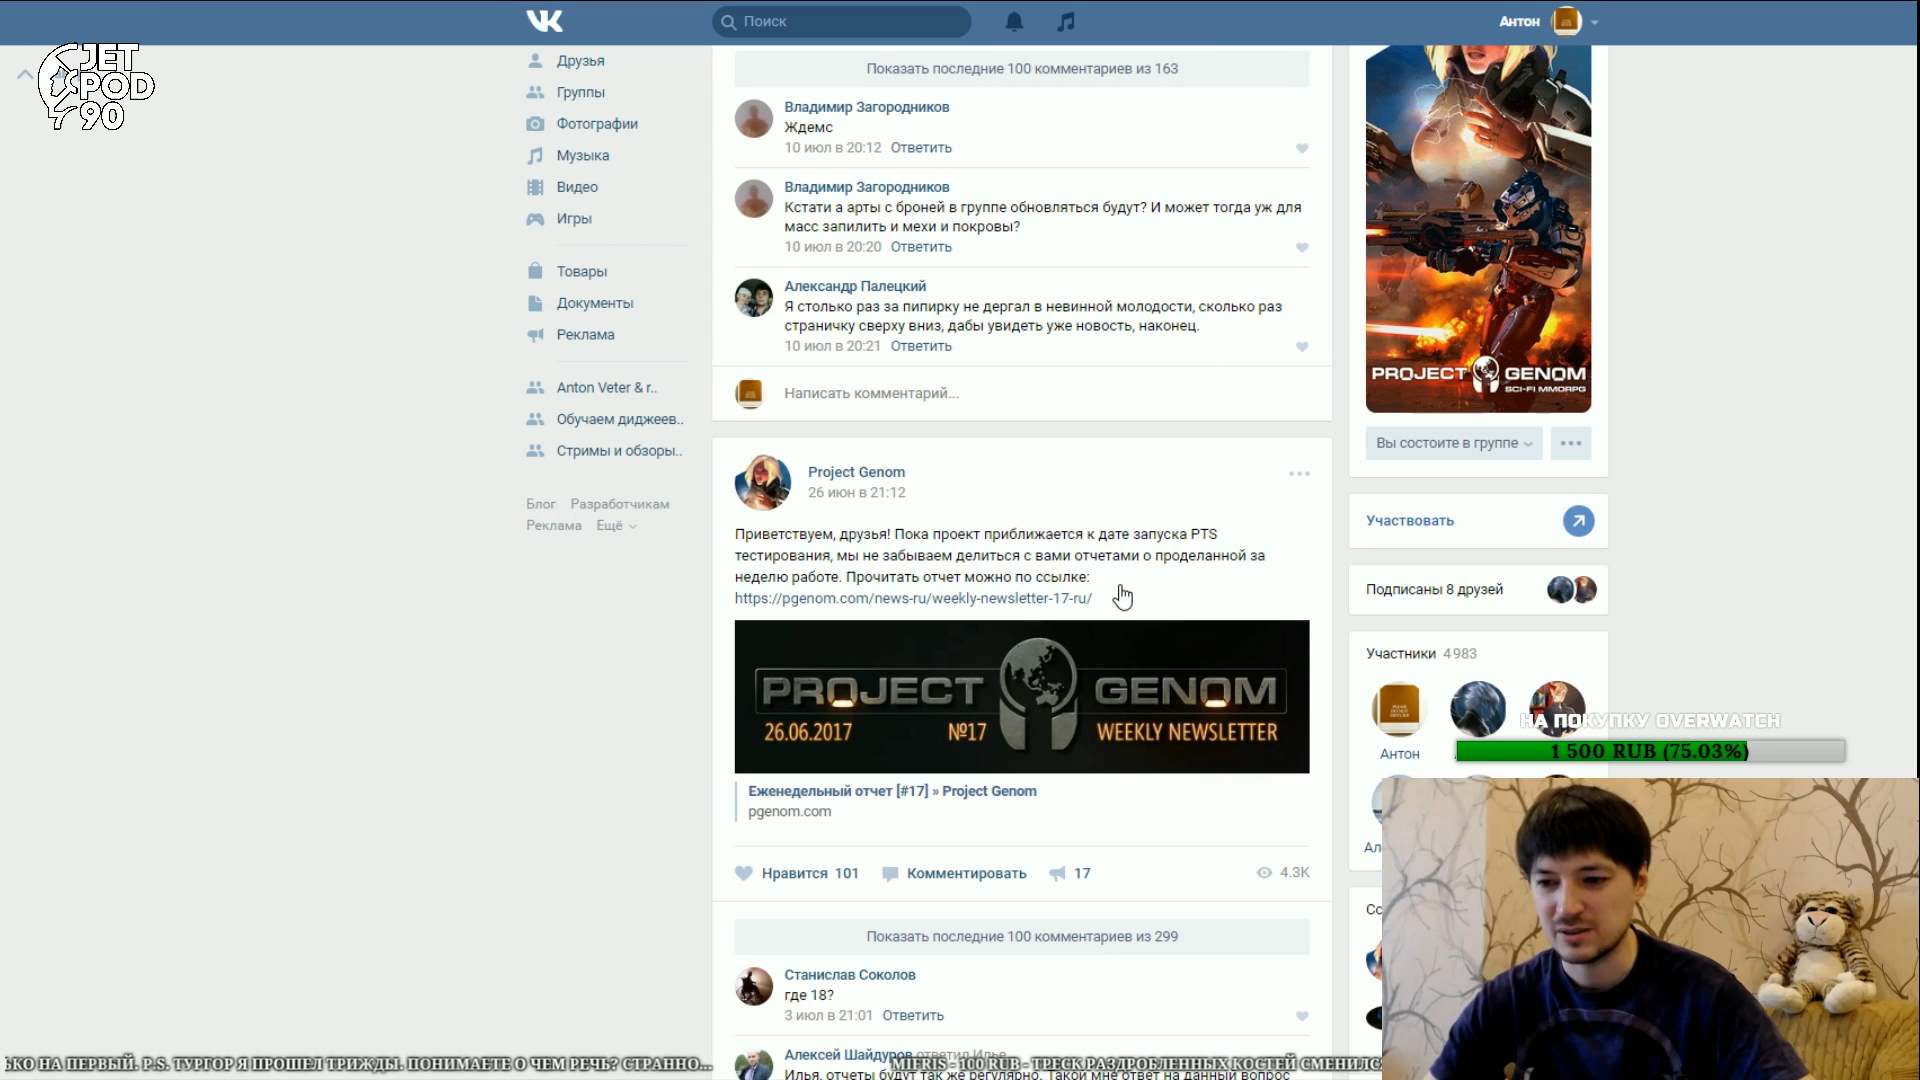 Поиск
Антон
JET
POD
90
Друзья
Группы
Фотографии
Музыка
Видео
Игры
Товары
Документы
Реклама
Anton Veter & r..
Обучаем диджеев..
Стримы и обзоры..
Блог Разработчикам
Реклама Ещё
Показать последние 100 комментариев из 163
Владимир Загородников
Ждемс
10 июл в 20:12 Ответить
Владимир Загородников
Кстати а арты с броней в группе обновляться будут? И может тогда уж для
масс запилить и мехи и покровы?
10 июл в 20:20 Ответить
Александр Палецкий
Я столько раз за пипирку не дергал в невинной молодости, сколько раз
страничку сверху вниз, дабы увидеть уже новость, наконец.
10 июл в 20:21 Ответить
Написать комментарий...
Project Genom
26 июн в 21:12
Приветствуем, друзья! Пока проект приближается к дате запуска PTS
тестирования, мы не забываем делиться с вами отчетами о проделанной за
неделю работе. Прочитать отчет можно по ссылке:
https://pgenom.com/news-ru/weekly-newsletter-17-ru/
PROJECT GENOM
26.06.2017 №17 WEEKLY NEWSLETTER
Еженедельный отчет [#17] » Project Genom
pgenom.com
Нравится 101 Комментировать 17 4.3K
Показать последние 100 комментариев из 299
Станислав Соколов
где 18?
3 июл в 21:01 Ответить
Алексей Шайдуров ответил Илье
Илья, отчеты будут так же регулярно. Такой мне ответ на данный вопрос
PROJECT GENOM
SCI-FI MMORPG
Вы состоите в группе
Участвовать
Подписаны 8 друзей
Участники 4 983
Антон
НА ПОКУПКУ OVERWATCH
1 500 RUB (75.03%)
Ал
Сс
ЬКО НА ПЕРВЫЙ. P.S. ТУРГОР Я ПРОШЕЛ ТРИЖДЫ. ПОНИМАЕТЕ О ЧЕМ РЕЧЬ? СТРАННО...
MIERIS - 100 RUB - ТРЕСК РАЗДРОБЛЕННЫХ КОСТЕЙ СМЕНИЛС